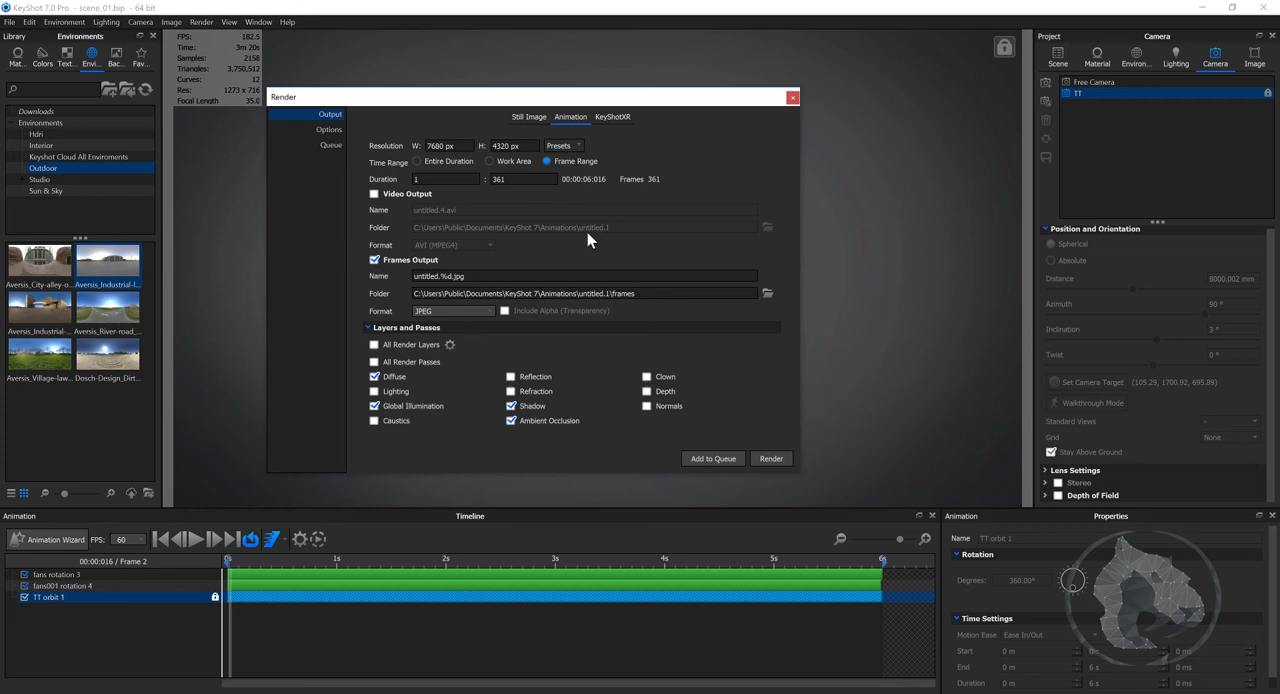 KeyShot 7.0 Pro - scene_01.bip - 64 bit
File Edit Environment Lighting Camera Image Render View Window Help
Library Environments
Mat... Colors Text... Envi... Bac... Fav...
Downloads
Environments
Hdri
Interior
Keyshot Cloud All Enviroments
Outdoor
Studio
Sun & Sky
Aversis_City-alley-o... Aversis_Industrial-l...
Aversis_Industrial-... Aversis_River-road_...
Aversis_Village-law... Dosch-Design_Dirt...
FPS: 182.5
Time: 3m 20s
Samples: 2158
Triangles: 3,750,512
Curves: 12
Res: 1273 x 716
Focal Length 35.0
Render
Output
Options
Queue
Still Image Animation KeyShotXR
Resolution W: 7680 px H: 4320 px Presets
Time Range Entire Duration Work Area Frame Range
Duration 1 : 361 00:00:06:016 Frames 361
Video Output
Name untitled.4.avi
Folder C:\Users\Public\Documents\KeyShot 7\Animations\untitled.1
Format AVI (MPEG4)
Frames Output
Name untitled.%d.jpg
Folder C:\Users\Public\Documents\KeyShot 7\Animations\untitled.1\frames
Format JPEG Include Alpha (Transparency)
Layers and Passes
All Render Layers
All Render Passes
Diffuse Reflection Clown
Lighting Refraction Depth
Global Illumination Shadow Normals
Caustics Ambient Occlusion
Add to Queue Render
Project Camera
Scene Material Environ... Lighting Camera Image
Free Camera
TT
Position and Orientation
Spherical
Absolute
Distance 8000.002 mm
Azimuth 90 °
Inclination 3 °
Twist 0 °
Set Camera Target (105.29, 1700.92, 695.89)
Walkthrough Mode
Standard Views -
Grid None
Stay Above Ground
Lens Settings
Stereo
Depth of Field
Animation Timeline
Animation Wizard FPS: 60
00:00:016 / Frame 2
0s 1s 2s 3s 4s 5s 6s
fans rotation 3
fans001 rotation 4
TT orbit 1
Animation Properties
Name TT orbit 1
Rotation
Degrees: 360.00°
Time Settings
Motion Ease Ease In/Out
Start 0 m 0 s 0 ms
End 0 m 6 s 0 ms
Duration 0 m 6 s 0 ms